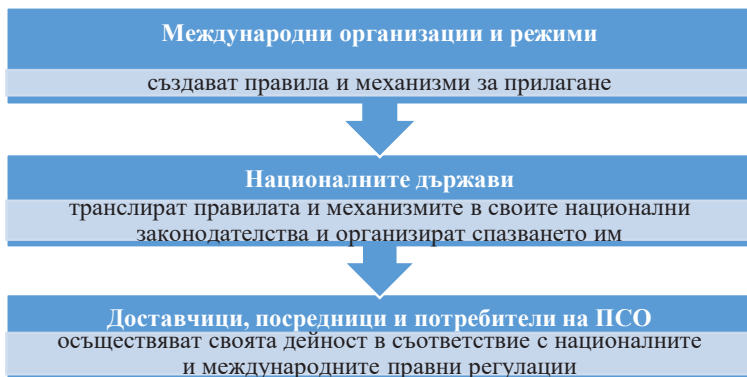 Международни организации и режими
създават правила и механизми за прилагане
Националните държави
транслират правилата и механизмите в своите национални
законодателства и организират спазването им
Доставчици, посредници и потребители на ПСО
осъществяват своята дейност в съответствие с националните
и международните правни регулации